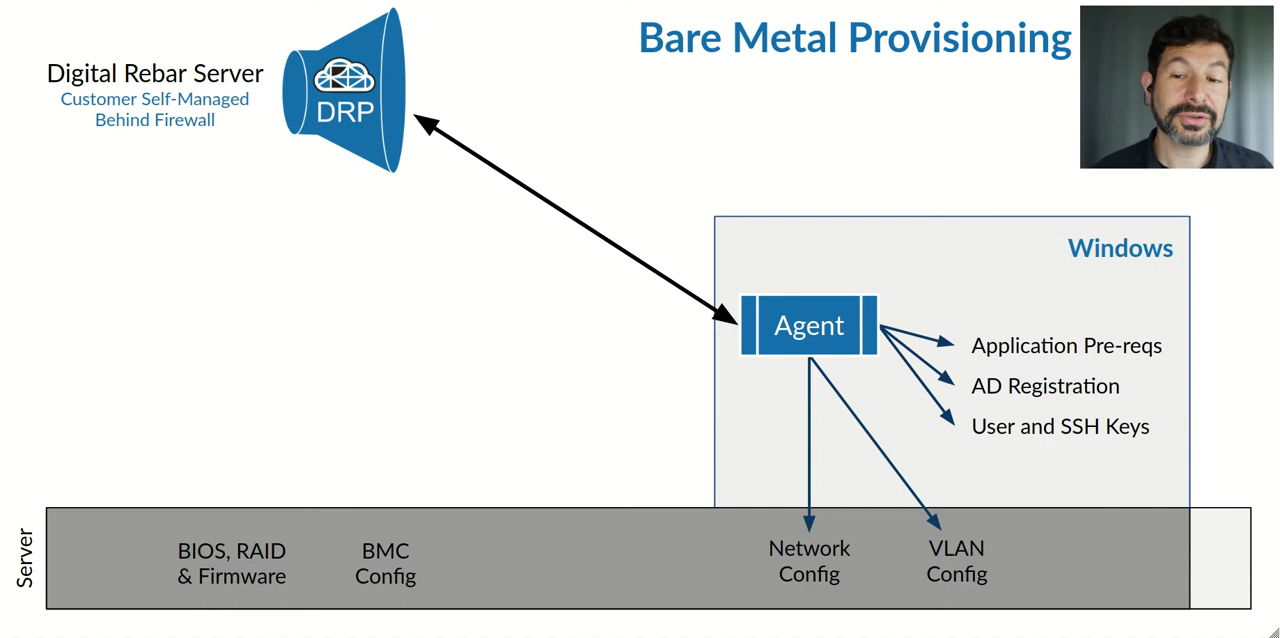 Bare Metal Provisioning
Digital Rebar Server
Customer Self-Managed
Behind Firewall
DRP
Windows
Agent
Application Pre-reqs
AD Registration
User and SSH Keys
Server
BIOS, RAID
& Firmware
BMC
Config
Network
Config
VLAN
Config